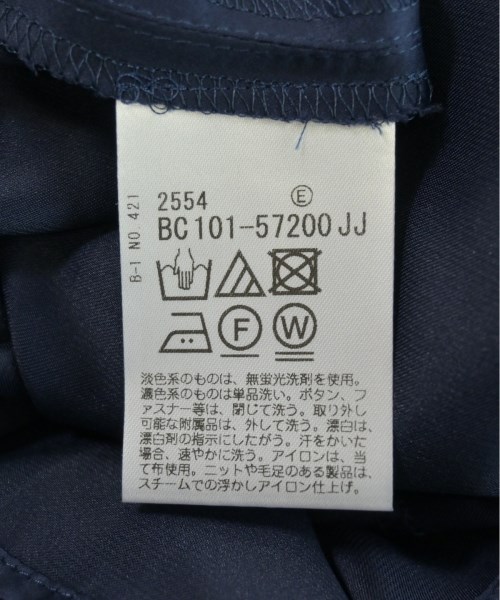 2554 Ⓔ
BC101-57200JJ
B-1 NO.421
F W
淡色系のものは、無蛍光洗剤を使用。
濃色系のものは単品洗い。ボタン、フ
ァスナー等は、閉じて洗う。取り外し
可能な附属品は、外して洗う。漂白は、
漂白剤の指示にしたがう。汗をかいた
場合、速やかに洗う。アイロンは、当
て布使用。ニットや毛足のある製品は、
スチームでの浮かしアイロン仕上げ。